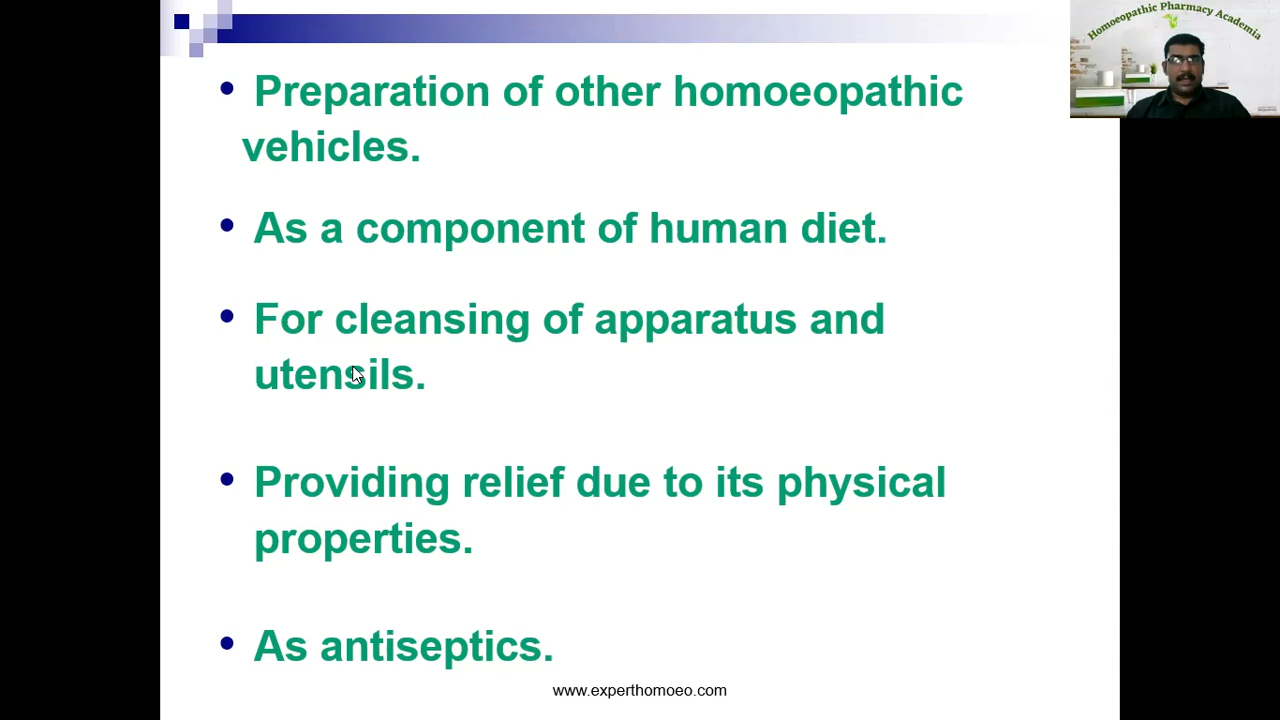 Homoeopathic Pharmacy Academia
• Preparation of other homoeopathic
vehicles.
• As a component of human diet.
• For cleansing of apparatus and
utensils.
• Providing relief due to its physical
properties.
• As antiseptics.
www.experthomoeo.com